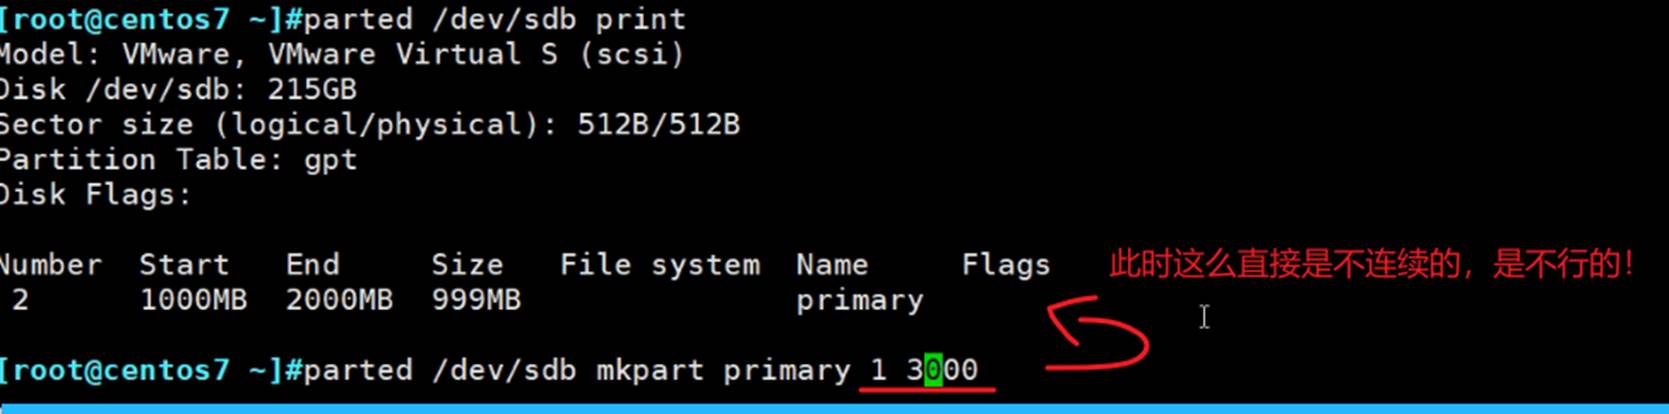 [root@centos7 ~]#parted /dev/sdb print
Model: VMware, VMware Virtual S (scsi)
Disk /dev/sdb: 215GB
Sector size (logical/physical): 512B/512B
Partition Table: gpt
Disk Flags:
Number Start End Size File system Name Flags 此时这么直接是不连续的，是不行的！
2 1000MB 2000MB 999MB primary
[root@centos7 ~]#parted /dev/sdb mkpart primary 1 3000